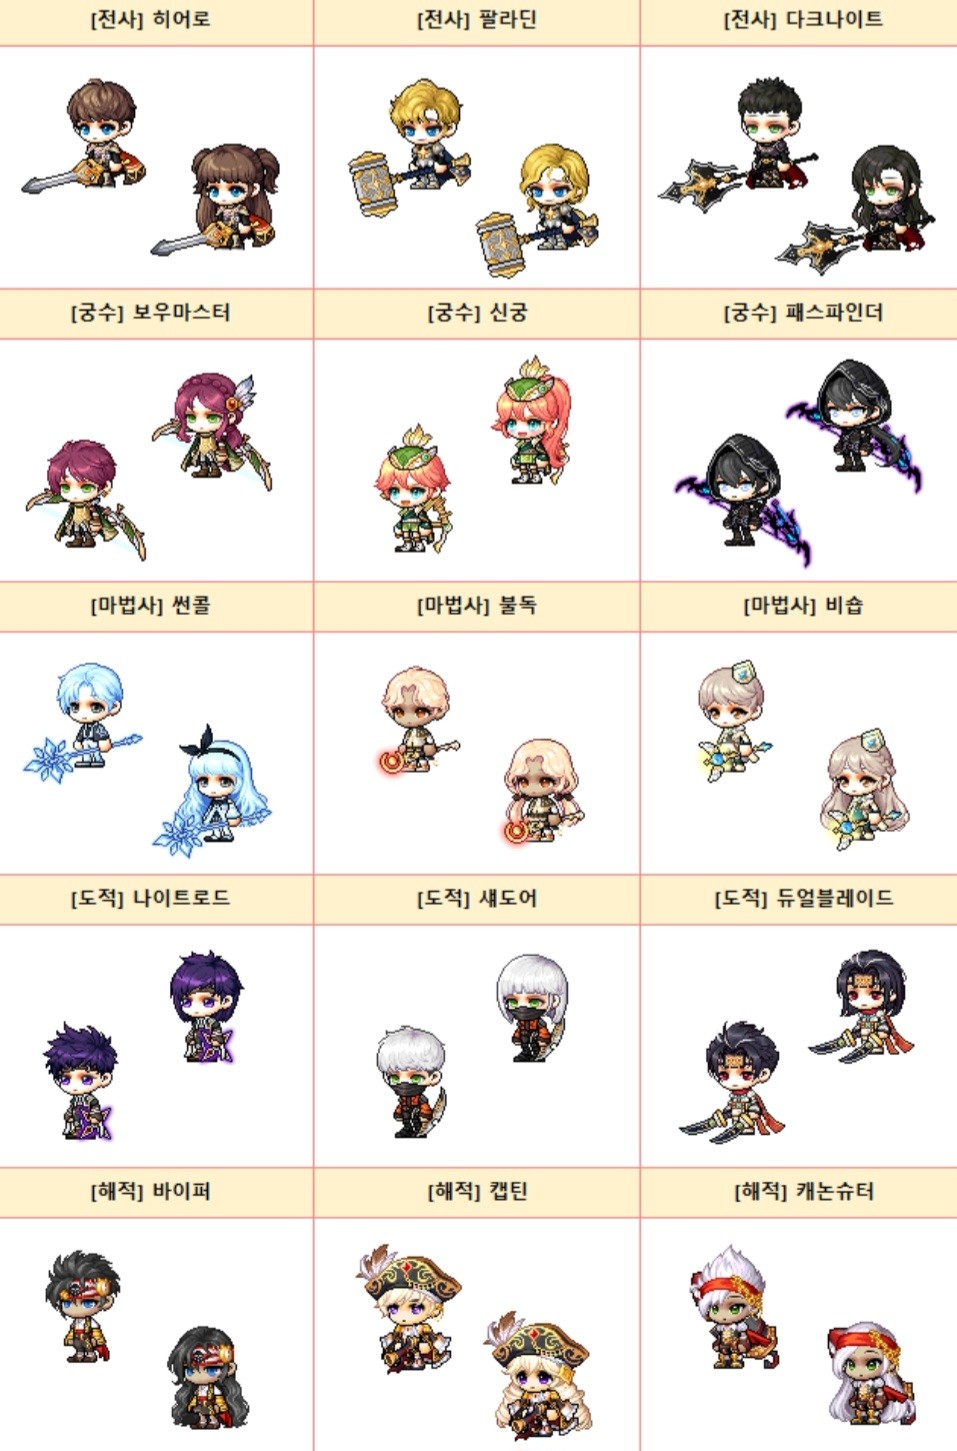 [전사] 히어로
[전사] 팔라딘
[전사] 다크나이트
[궁수] 보우마스터
[궁수] 신궁
[궁수] 패스파인더
[마법사] 썬콜
[마법사] 불독
[마법사] 비숍
[도적] 나이트로드
[도적] 섀도어
[도적] 듀얼블레이드
[해적] 바이퍼
[해적] 캡틴
[해적] 캐논슈터